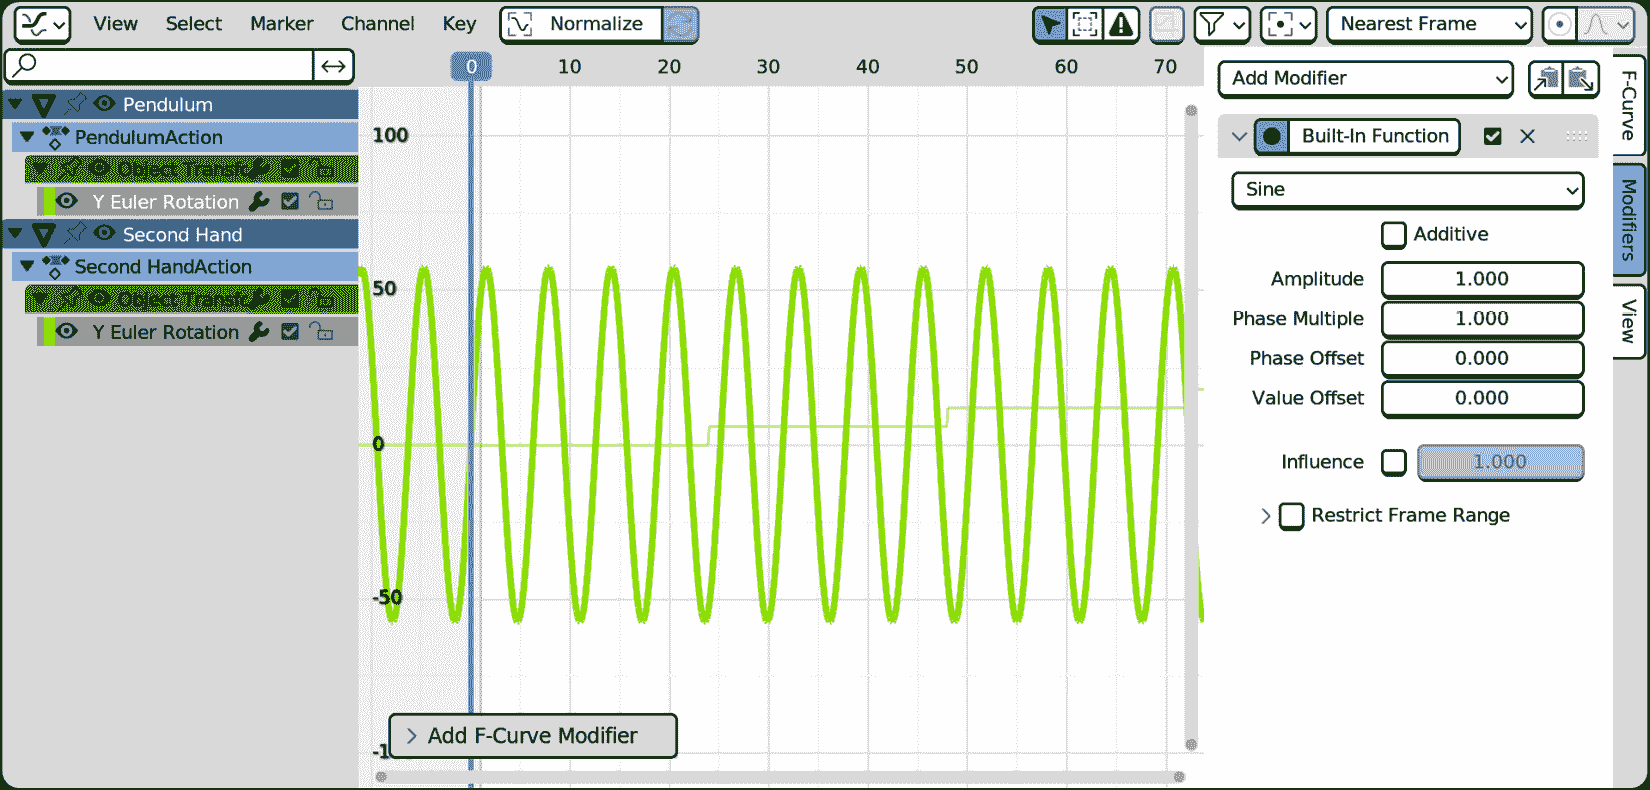 View Select Marker Channel Key Normalize Nearest Frame
0 10 20 30 40 50 60 70
Pendulum
PendulumAction
Object Transf
Y Euler Rotation
Second Hand
Second HandAction
Object Transf
Y Euler Rotation
100
50
0
-50
-1
Add F-Curve Modifier
Add Modifier
Built-In Function
Sine
Additive
Amplitude 1.000
Phase Multiple 1.000
Phase Offset 0.000
Value Offset 0.000
Influence 1.000
Restrict Frame Range
F-Curve
Modifiers
View